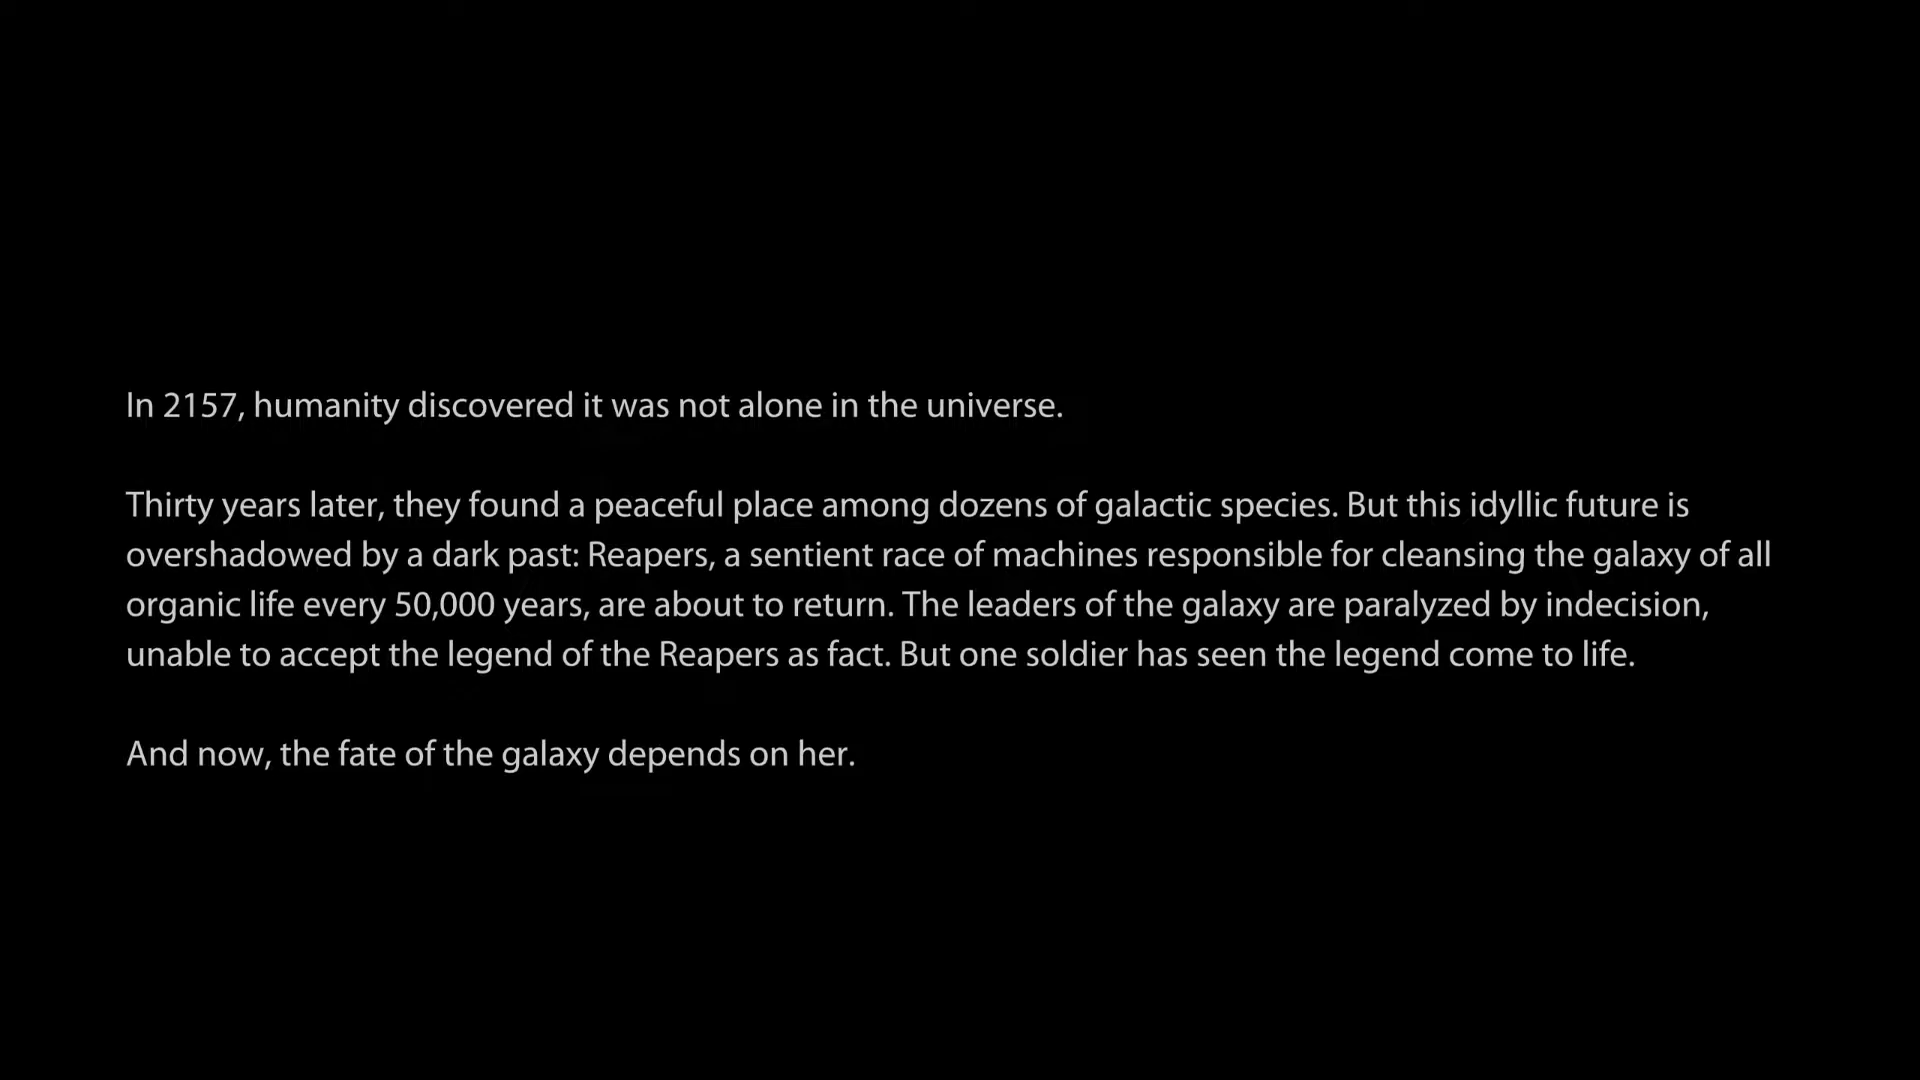 In 2157, humanity discovered it was not alone in the universe.
Thirty years later, they found a peaceful place among dozens of galactic species. But this idyllic future is
overshadowed by a dark past: Reapers, a sentient race of machines responsible for cleansing the galaxy of all
organic life every 50,000 years, are about to return. The leaders of the galaxy are paralyzed by indecision,
unable to accept the legend of the Reapers as fact. But one soldier has seen the legend come to life.
And now, the fate of the galaxy depends on her.